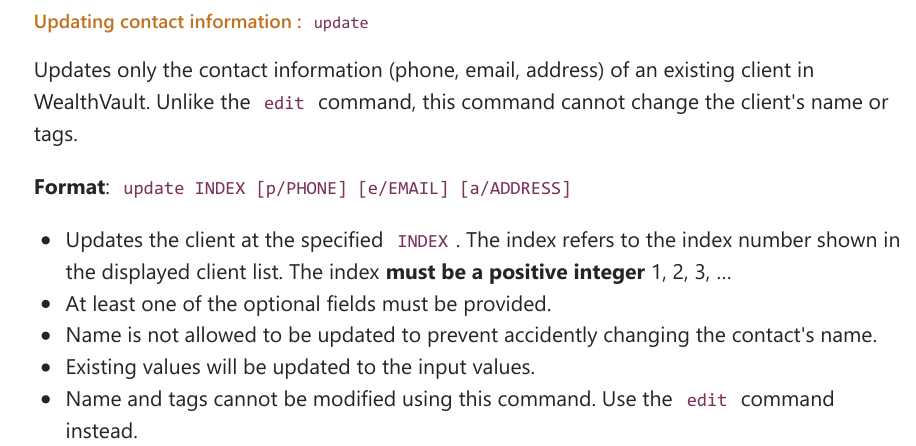 Updating contact information : update
Updates only the contact information (phone, email, address) of an existing client in
WealthVault. Unlike the edit command, this command cannot change the client's name or
tags.
Format: update INDEX [p/PHONE] [e/EMAIL] [a/ADDRESS]
• Updates the client at the specified INDEX . The index refers to the index number shown in
the displayed client list. The index must be a positive integer 1, 2, 3, ...
• At least one of the optional fields must be provided.
• Name is not allowed to be updated to prevent accidently changing the contact's name.
• Existing values will be updated to the input values.
• Name and tags cannot be modified using this command. Use the edit command
instead.